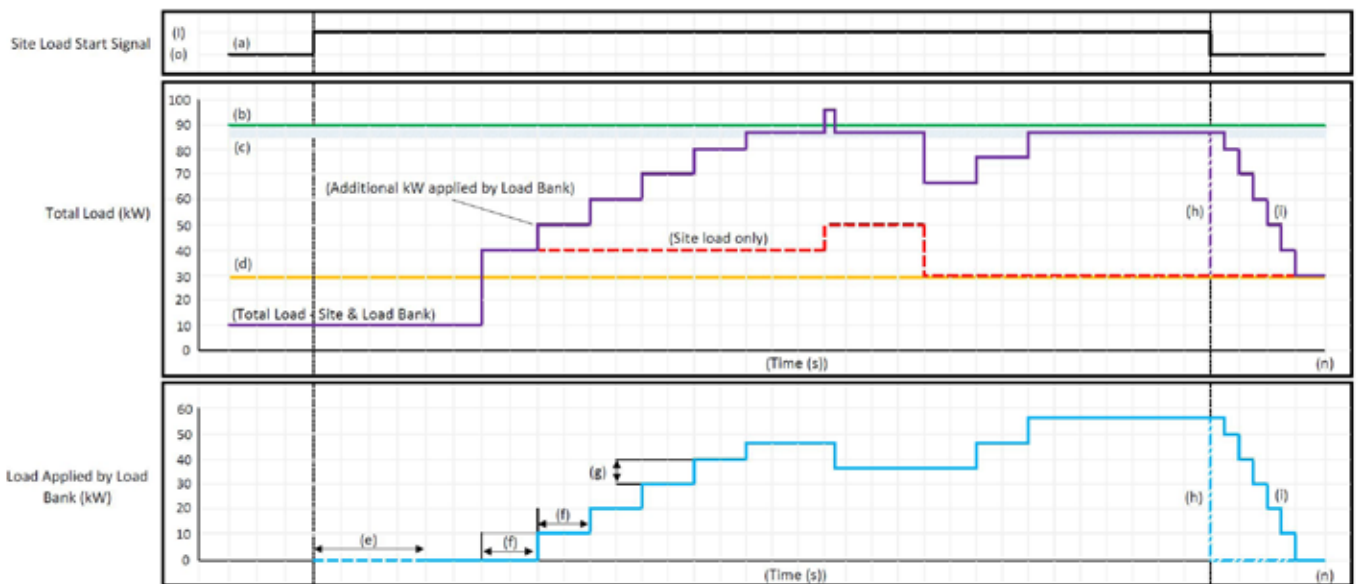 Site Load Start Signal
(I)
(o)
(a)
Total Load (kW)
100
90
80
70
60
50
40
30
20
10
0
(b)
(c)
(Additional kW applied by Load Bank)
(Site load only)
(d)
(Total Load - Site & Load Bank)
(h)
(i)
(Time (s))
(n)
Load Applied by Load
Bank (kW)
60
50
40
30
20
10
0
(g)
(f)
(e)
(f)
(h)
(i)
(Time (s))
(n)